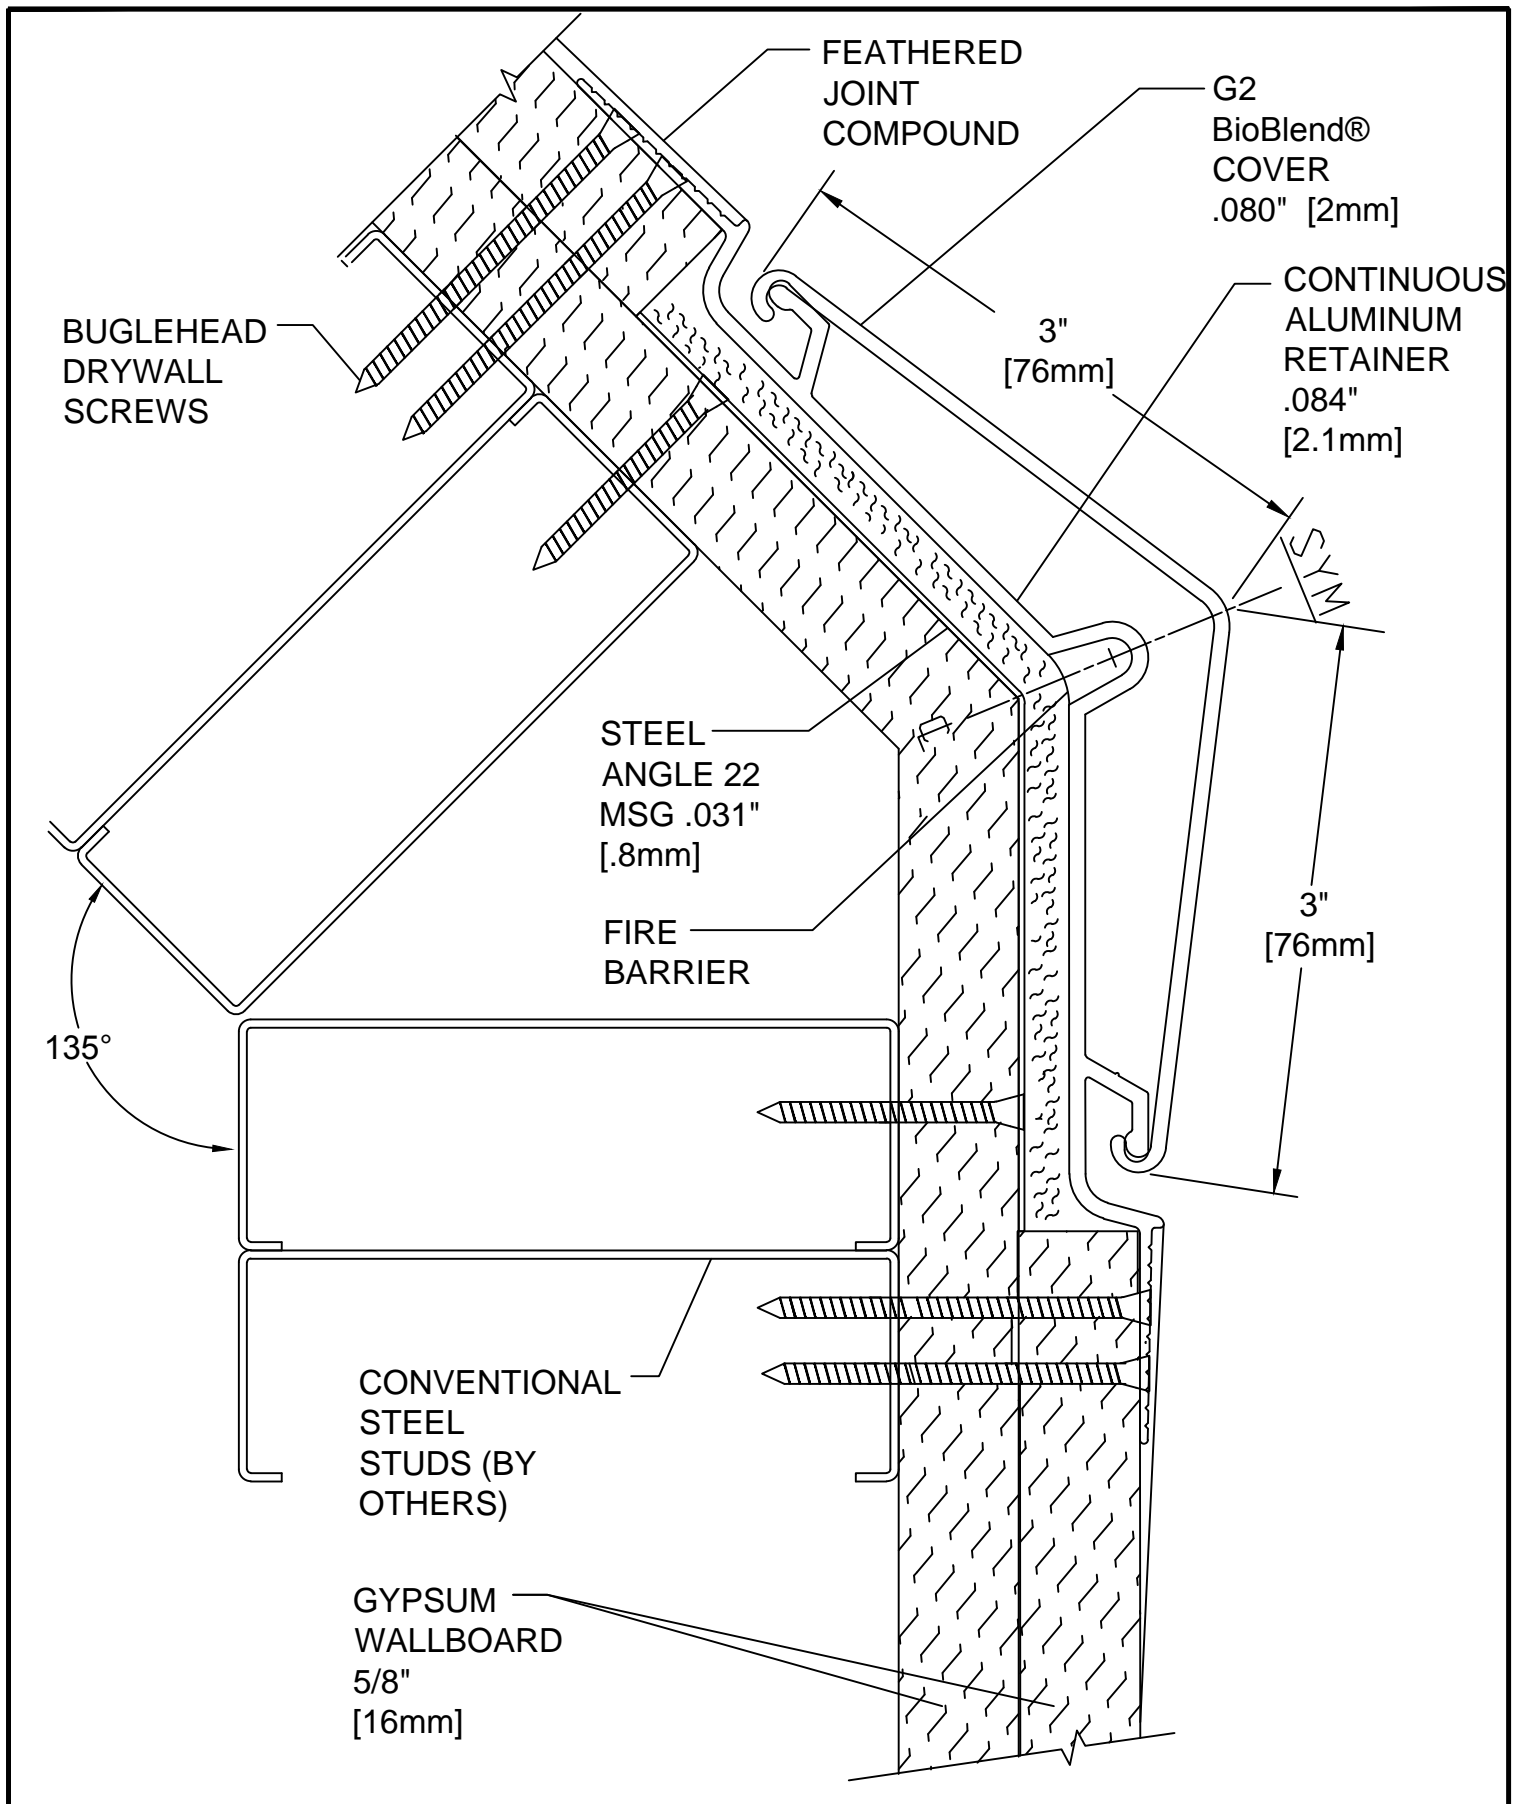 FEATHERED
JOINT
COMPOUND
G2
BioBlend®
COVER
.080" [2mm]
CONTINUOUS
ALUMINUM
RETAINER
.084"
[2.1mm]
3"
[76mm]
BUGLEHEAD
DRYWALL
SCREWS
SYM
STEEL
ANGLE 22
MSG .031"
[.8mm]
C
L
3"
[76mm]
FIRE
BARRIER
135°
CONVENTIONAL
STEEL
STUDS (BY
OTHERS)
GYPSUM
WALLBOARD
5/8"
[16mm]